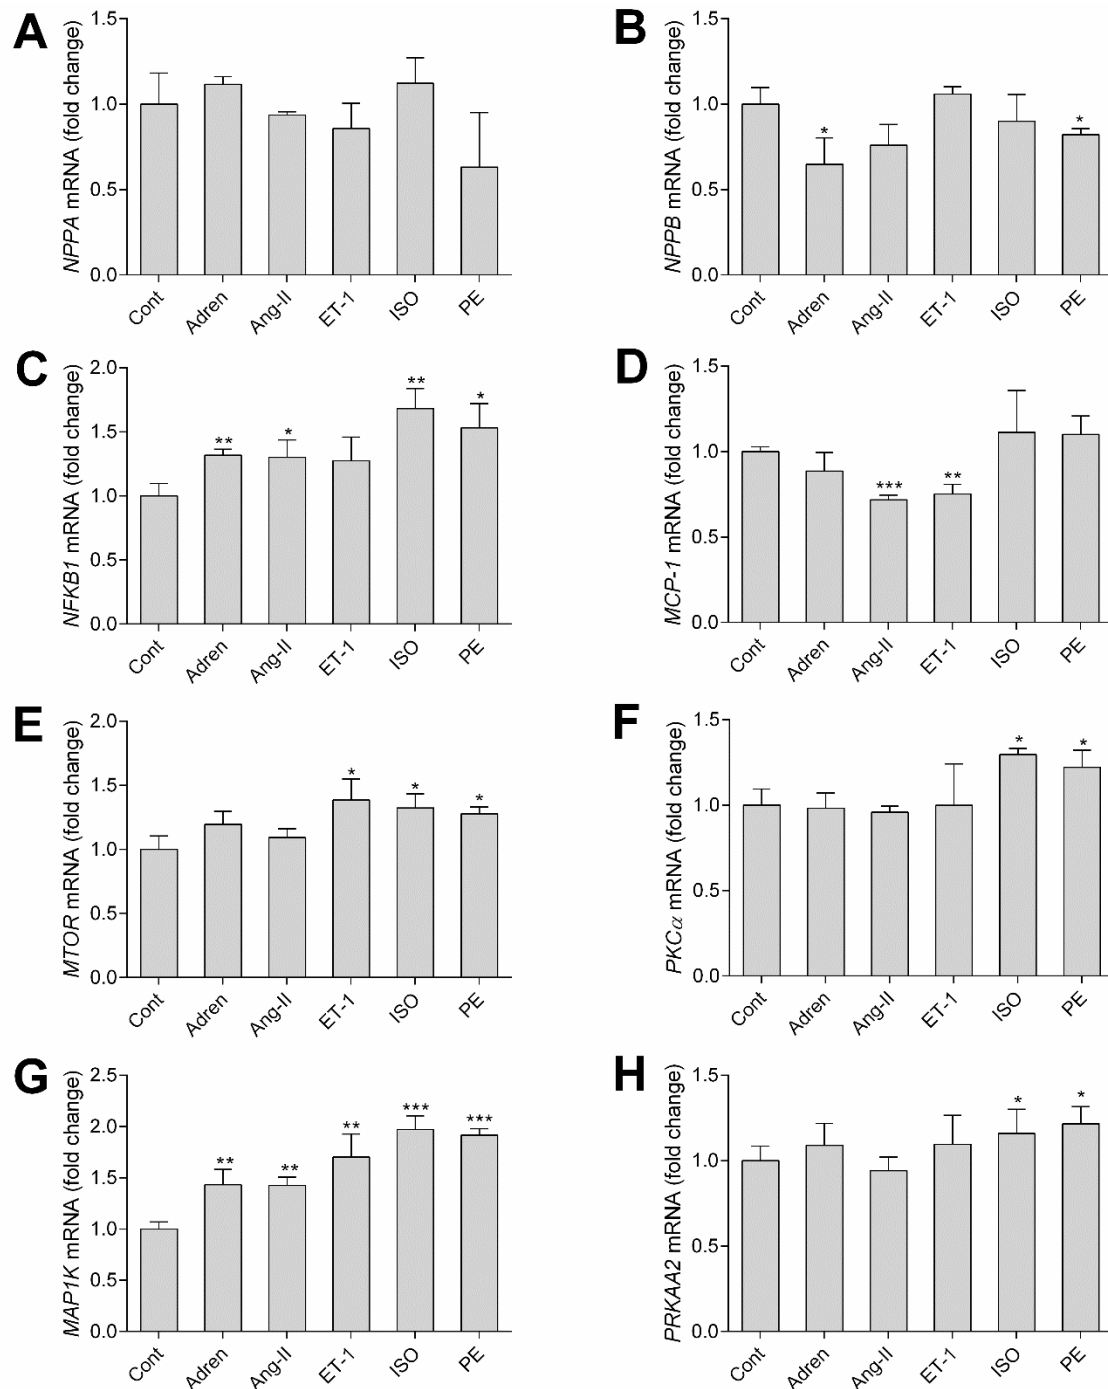 A
NPPA mRNA (fold change)
1.5
1.0
0.5
0.0
Cont Adren Ang-II ET-1 ISO PE
B
NPPB mRNA (fold change)
1.5
1.0
0.5
0.0
* *
Cont Adren Ang-II ET-1 ISO PE
C
NFKB1 mRNA (fold change)
2.0
1.5
1.0
0.5
0.0
** * ** *
Cont Adren Ang-II ET-1 ISO PE
D
MCP-1 mRNA (fold change)
1.5
1.0
0.5
0.0
*** **
Cont Adren Ang-II ET-1 ISO PE
E
MTOR mRNA (fold change)
2.0
1.5
1.0
0.5
0.0
* * *
Cont Adren Ang-II ET-1 ISO PE
F
PKCα mRNA (fold change)
1.5
1.0
0.5
0.0
* *
Cont Adren Ang-II ET-1 ISO PE
G
MAP1K mRNA (fold change)
2.5
2.0
1.5
1.0
0.5
0.0
** ** ** *** ***
Cont Adren Ang-II ET-1 ISO PE
H
PRKAA2 mRNA (fold change)
1.5
1.0
0.5
0.0
* *
Cont Adren Ang-II ET-1 ISO PE